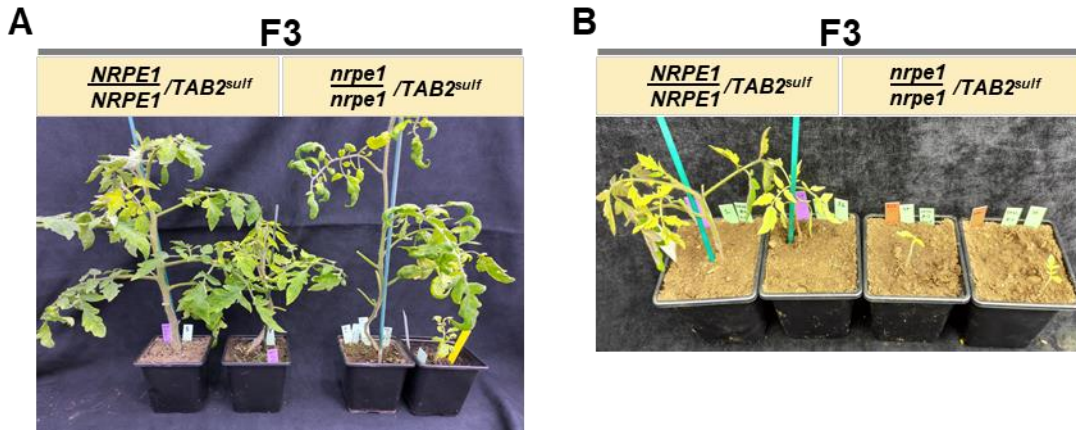 A
F3
NRPE1
NRPE1 /TAB2sulf
nrpe1
nrpe1 /TAB2sulf
B
F3
NRPE1
NRPE1 /TAB2sulf
nrpe1
nrpe1 /TAB2sulf